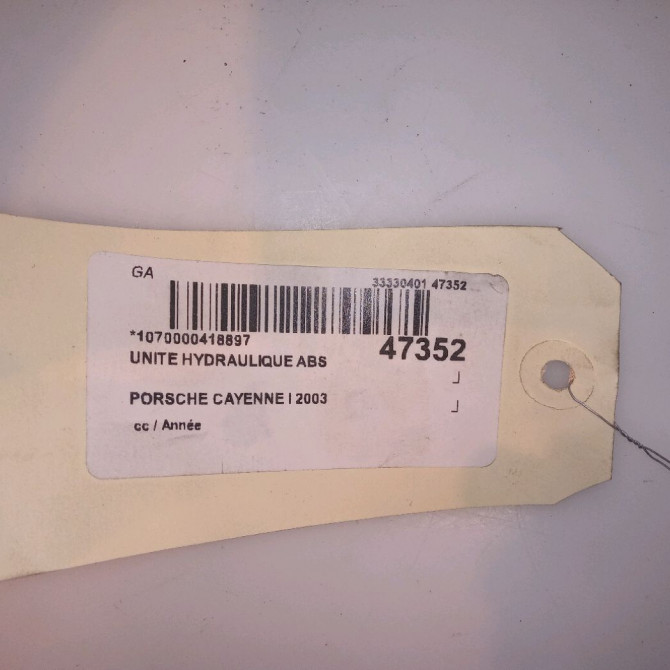 GA
33330401 47352
*1070000418897
47352
UNITE HYDRAULIQUE ABS
PORSCHE CAYENNE I 2003
cc / Année